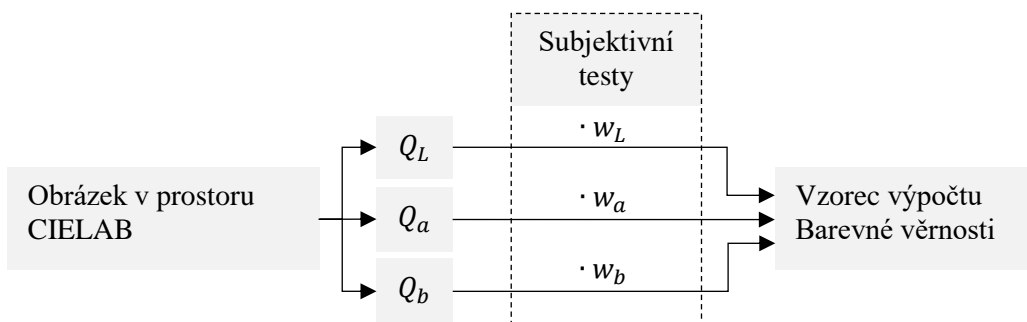 Subjektivní
testy
Q_L
· w_L
Obrázek v prostoru
CIELAB
Q_a
· w_a
Vzorec výpočtu
Barevné věrnosti
Q_b
· w_b